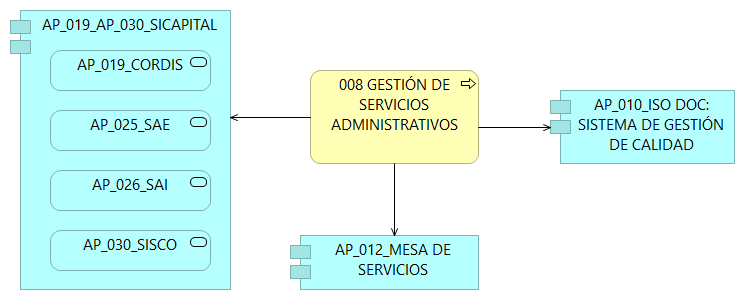 AP_019_AP_030_SICAPITAL
AP_019_CORDIS
AP_025_SAE
AP_026_SAI
AP_030_SISCO
008 GESTIÓN DE
SERVICIOS
ADMINISTRATIVOS
AP_010_ISO DOC:
SISTEMA DE GESTIÓN
DE CALIDAD
AP_012_MESA DE
SERVICIOS